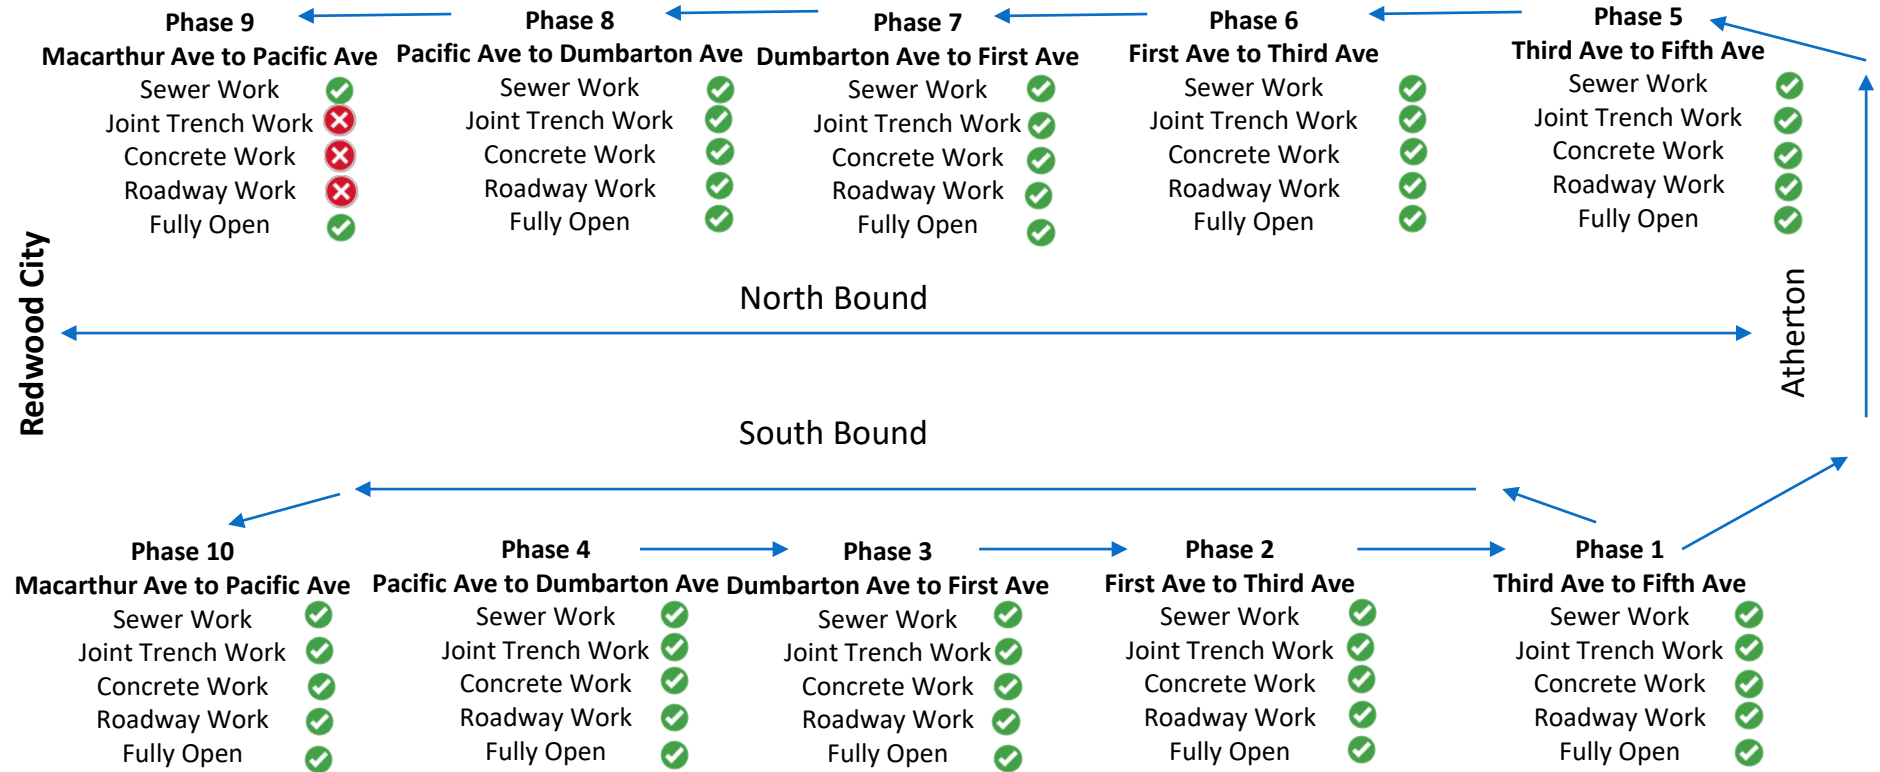 Phase 9
Macarthur Ave to Pacific Ave
Sewer Work
Joint Trench Work
Concrete Work
Roadway Work
Fully Open
Phase 8
Pacific Ave to Dumbarton Ave
Sewer Work
Joint Trench Work
Concrete Work
Roadway Work
Fully Open
Phase 7
Dumbarton Ave to First Ave
Sewer Work
Joint Trench Work
Concrete Work
Roadway Work
Fully Open
Phase 6
First Ave to Third Ave
Sewer Work
Joint Trench Work
Concrete Work
Roadway Work
Fully Open
Phase 5
Third Ave to Fifth Ave
Sewer Work
Joint Trench Work
Concrete Work
Roadway Work
Fully Open
Redwood City
North Bound
South Bound
Atherton
Phase 10
Macarthur Ave to Pacific Ave
Sewer Work
Joint Trench Work
Concrete Work
Roadway Work
Fully Open
Phase 4
Pacific Ave to Dumbarton Ave
Sewer Work
Joint Trench Work
Concrete Work
Roadway Work
Fully Open
Phase 3
Dumbarton Ave to First Ave
Sewer Work
Joint Trench Work
Concrete Work
Roadway Work
Fully Open
Phase 2
First Ave to Third Ave
Sewer Work
Joint Trench Work
Concrete Work
Roadway Work
Fully Open
Phase 1
Third Ave to Fifth Ave
Sewer Work
Joint Trench Work
Concrete Work
Roadway Work
Fully Open